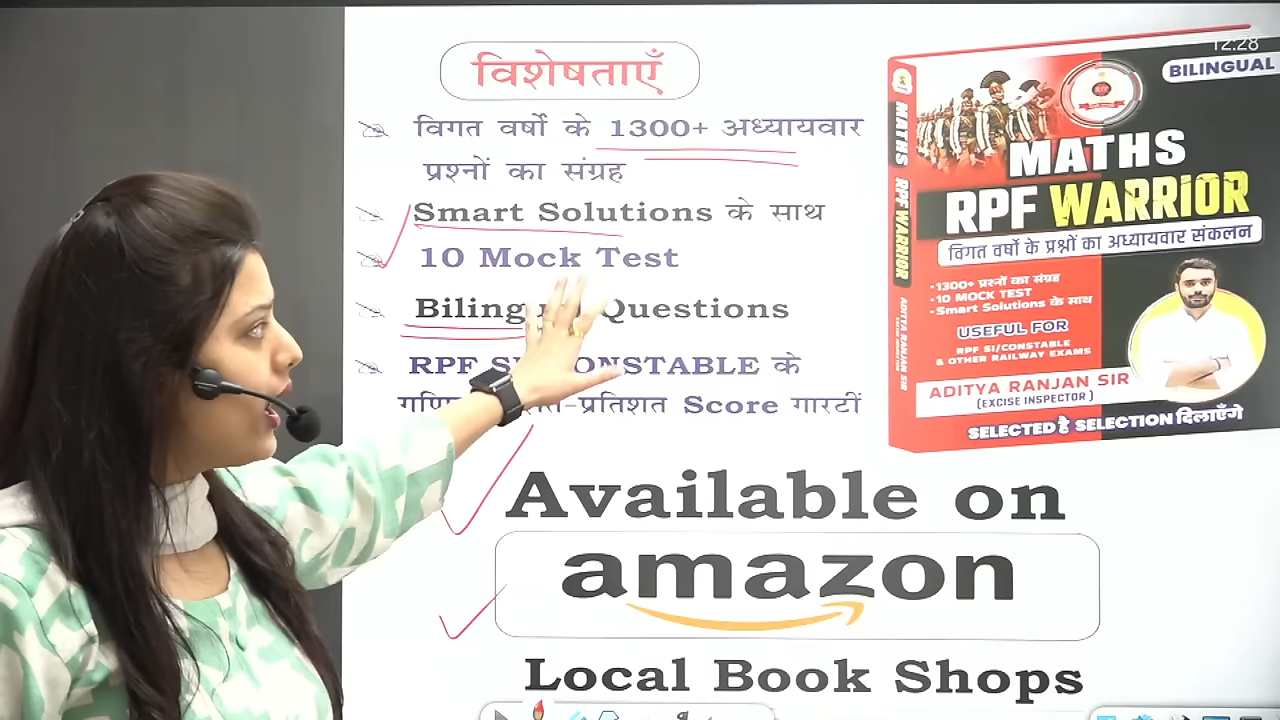 विशेषताएँ
विगत वर्षो के 1300+ अध्यायवार
प्रश्नों का संग्रह
Smart Solutions के साथ
10 Mock Test
Questions
RPF के
प्रतिशत Score गारटीं
Available on
amazon
Local Book Shops
12:28
BILINGUAL
MATHS
RPF WARRIOR
विगत वर्षो के प्रश्नों का अध्यायवार संकलन
•1300+ प्रश्नों का संग्रह
•10 MOCK TEST
•Smart Solutions के साथ
USEFUL FOR
RPF SI/CONSTABLE
& OTHER RAILWAY EXAMS
ADITYA RANJAN SIR
(EXCISE INSPECTOR)
SELECTED है SELECTION दिलाएँगे
MATHS RPF WARRIOR
ADITYA RANJAN SIR